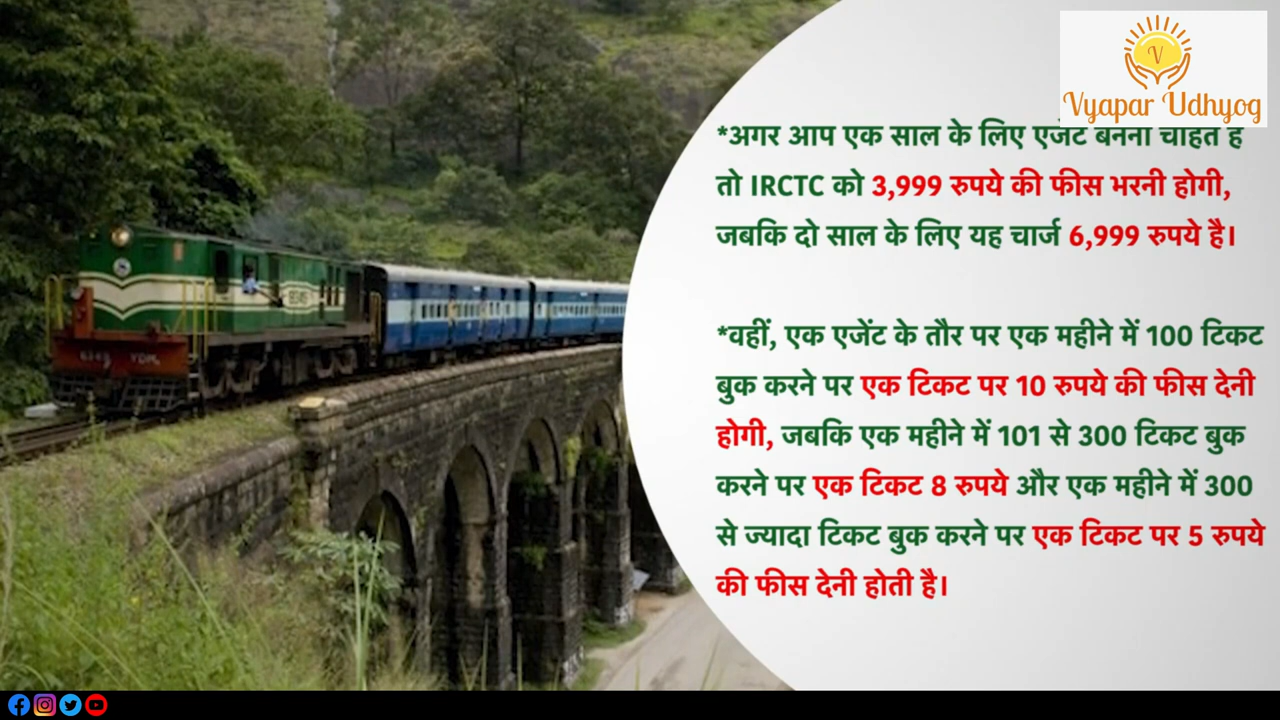 V
Vyapar Udhyog
*अगर आप एक साल के लिए एजेंट बनना चाहते हैं
तो IRCTC को 3,999 रुपये की फीस भरनी होगी,
जबकि दो साल के लिए यह चार्ज 6,999 रुपये है।
*वहीं, एक एजेंट के तौर पर एक महीने में 100 टिकट
बुक करने पर एक टिकट पर 10 रुपये की फीस देनी
होगी, जबकि एक महीने में 101 से 300 टिकट बुक
करने पर एक टिकट 8 रुपये और एक महीने में 300
से ज्यादा टिकट बुक करने पर एक टिकट पर 5 रुपये
की फीस देनी होती है।
YDM